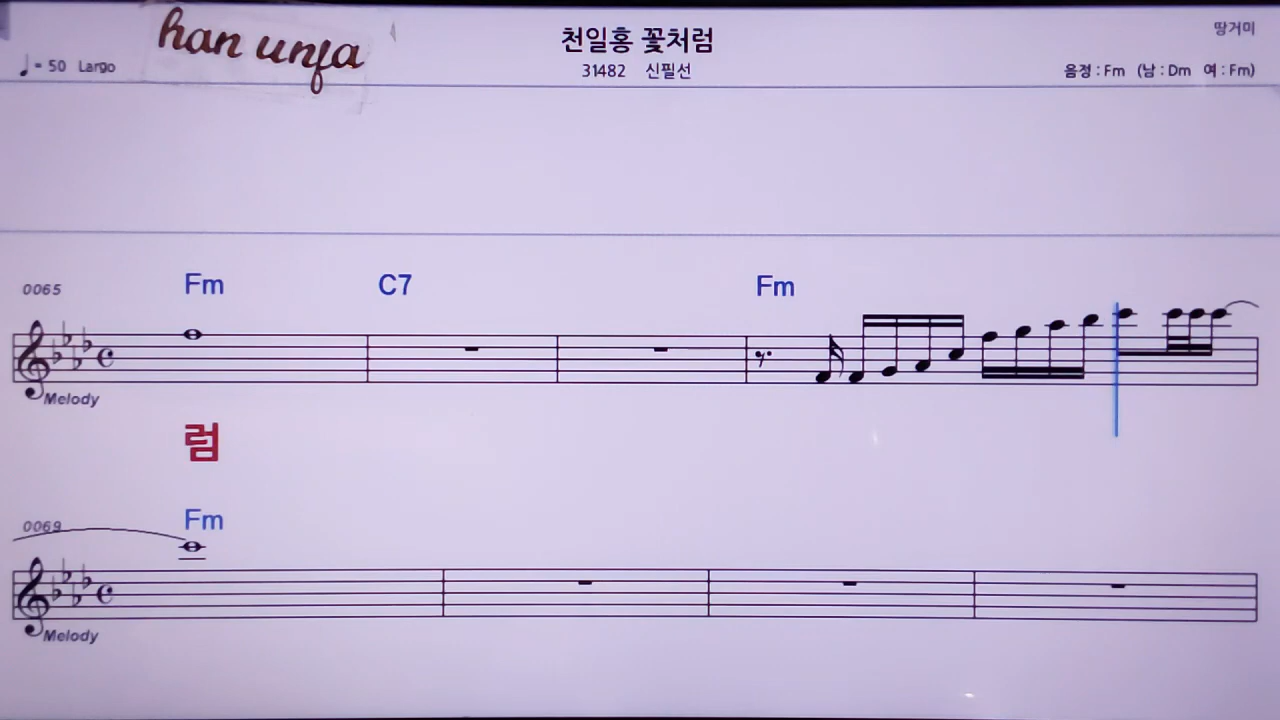 han unfa
천일홍 꽃처럼
땅거미
♩= 50 Largo
31482 신필선
음정 : Fm (남 : Dm 여 : Fm)
0065
Fm C7 Fm
Melody
럼
0069
Fm
Melody